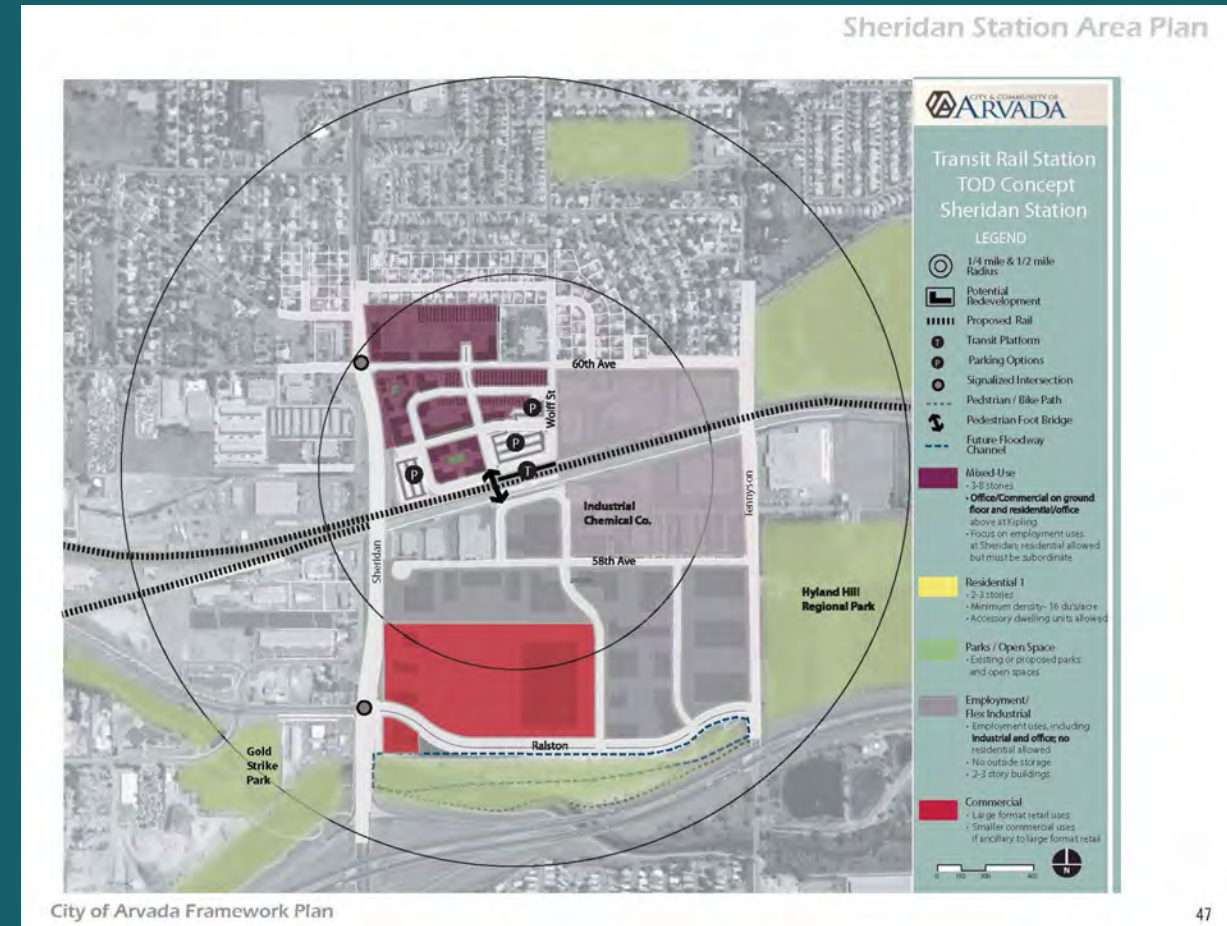 Sheridan Station Area Plan
CITY & COMMUNITY OF
ARVADA
Transit Rail Station
TOD Concept
Sheridan Station
LEGEND
1/4 mile & 1/2 mile
Radius
Potential
Redevelopment
Proposed Rail
T
Transit Platform
P
Parking Options
Signalized Intersection
Pedstrian / Bike Path
Pedestrian Foot Bridge
Future Floodway
Channel
Mixed-Use
• 3-8 stories
• Office/Commercial on ground
floor and residential/office
above at Kipling
• Focus on employment uses
at Sheridan; residential allowed
but must be subordinate
Residential 1
• 2-3 stories
• Minimum density- 16 du's/acre
• Accessory dwelling units allowed
Parks / Open Space
• Existing or proposed parks
and open spaces
Employment/
Flex Industrial
• Employment uses, including
Industrial and office; no
residential allowed
• No outside storage
• 2-3 story buildings
Commercial
• Large format retail uses
• Smaller commercial uses
if ancillary to large format retail
N
60th Ave
Wolff St
P
P
P
T
Tennyson
Industrial
Chemical Co.
Sheridan
58th Ave
Hyland Hill
Regional Park
Ralston
Gold
Strike
Park
City of Arvada Framework Plan
47